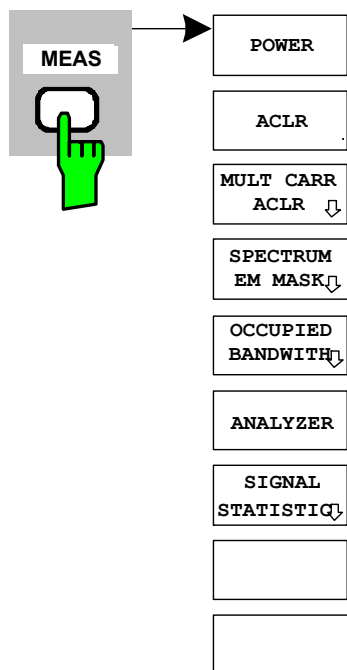 MEAS
POWER
ACLR
MULT CARR
ACLR
SPECTRUM
EM MASK
OCCUPIED
BANDWITH
ANALYZER
SIGNAL
STATISTIC